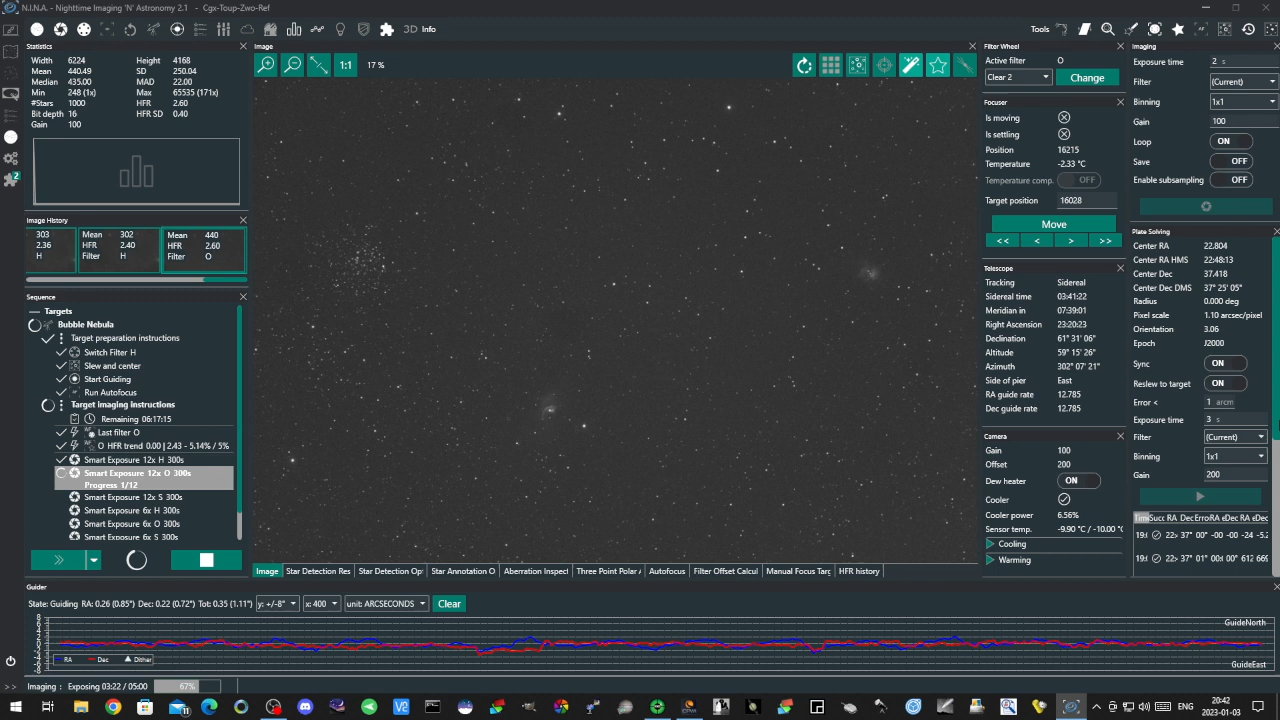 N.I.N.A. - Nighttime Imaging 'N' Astronomy 2.1 - Cgx-Toup-Zwo-Ref
3D Info
Tools
Statistics
Width 6224 Height 4168
Mean 440.49 SD 250.04
Median 435.00 MAD 22.00
Min 248 (1x) Max 65535 (171x)
#Stars 1000 HFR 2.60
Bit depth 16 HFR SD 0.40
Gain 100
Image History
303 Mean 302 Mean 440
2.36 HFR 2.40 HFR 2.60
H Filter H Filter O
Sequence
Targets
Bubble Nebula
Target preparation instructions
Switch Filter H
Slew and center
Start Guiding
Run Autofocus
Target Imaging Instructions
Remaining 06:17:15
Last filter O
O HFR trend 0.00 | 2.43 - 5.14% / 5%
Smart Exposure 12x H 300s
Smart Exposure 12x O 300s
Progress 1/12
Smart Exposure 12x S 300s
Smart Exposure 6x H 300s
Smart Exposure 6x O 300s
Smart Exposure 6x S 300s
Image
1:1 17 %
Image Star Detection Res Star Detection Op Star Annotation O Aberration Inspect Three Point Polar Autofocus Filter Offset Calcul Manual Focus Targ HFR history
Filter Wheel
Active filter O
Clear 2 Change
Focuser
Is moving
Is settling
Position 16215
Temperature -2.33 °C
Temperature comp. OFF
Target position 16028
Move
<< < > >>
Telescope
Tracking Sidereal
Sidereal time 03:41:22
Meridian in 07:39:01
Right Ascension 23:20:23
Declination 61° 31' 06"
Altitude 59° 15' 26"
Azimuth 302° 07' 21"
Side of pier East
RA guide rate 12.785
Dec guide rate 12.785
Camera
Gain 100
Offset 200
Dew heater ON
Cooler
Cooler power 6.56%
Sensor temp. -9.90 °C / -10.00 °C
Cooling
Warming
Imaging
Exposure time 2 s
Filter (Current)
Binning 1x1
Gain 100
Loop ON
Save OFF
Enable subsampling OFF
Plate Solving
Center RA 22.804
Center RA HMS 22:48:13
Center Dec 37.418
Center Dec DMS 37° 25' 05"
Radius 0.000 deg
Pixel scale 1.10 arcsec/pixel
Orientation 3.06
Epoch J2000
Sync ON
Reslew to target ON
Error < 1 arcm
Exposure time 3 s
Filter (Current)
Binning 1x1
Gain 200
Guider
State: Guiding RA: 0.26 (0.85") Dec: 0.22 (0.72") Tot: 0.35 (1.11") y: +/-8" x: 400 unit: ARCSECONDS Clear
GuideNorth
RA Dec Dither
GuideEast
Imaging : Exposing 03:22 / 05:00 67%
ENG
20:42
2023-01-03